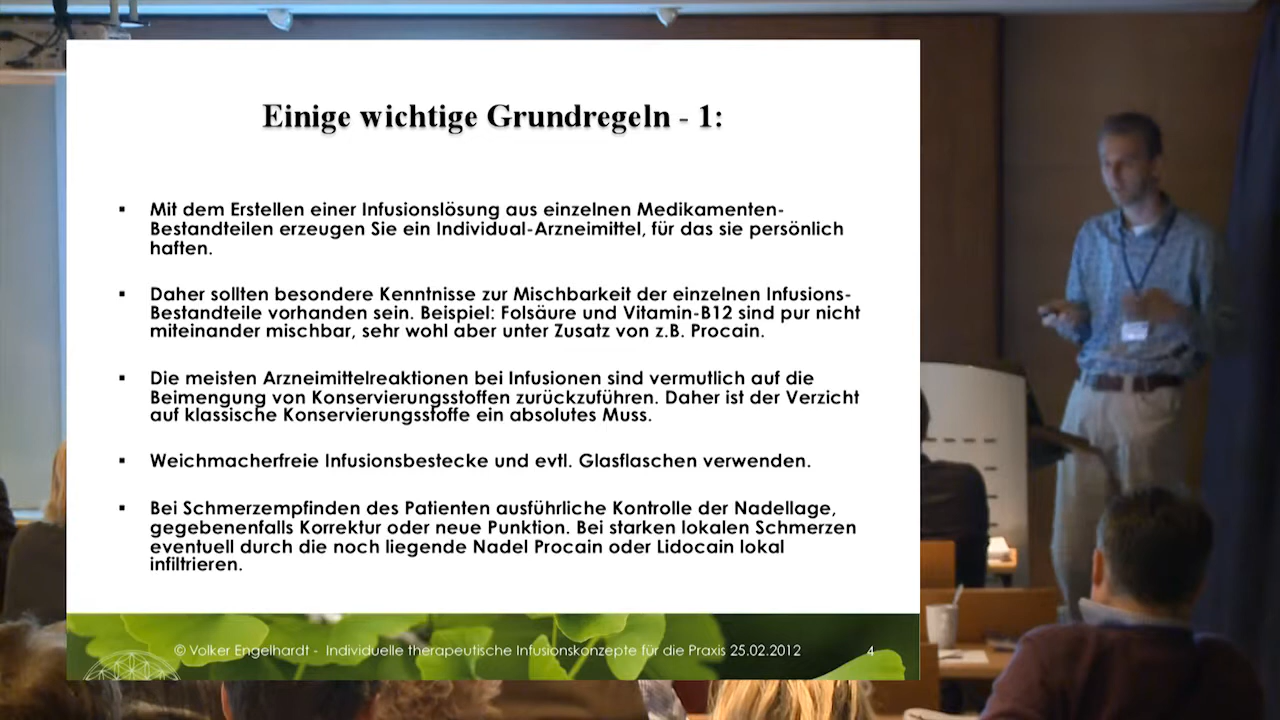 Einige wichtige Grundregeln - 1:
▪ Mit dem Erstellen einer Infusionslösung aus einzelnen Medikamenten-
Bestandteilen erzeugen Sie ein Individual-Arzneimittel, für das sie persönlich
haften.
▪ Daher sollten besondere Kenntnisse zur Mischbarkeit der einzelnen Infusions-
Bestandteile vorhanden sein. Beispiel: Folsäure und Vitamin-B12 sind pur nicht
miteinander mischbar, sehr wohl aber unter Zusatz von z.B. Procain.
▪ Die meisten Arzneimittelreaktionen bei Infusionen sind vermutlich auf die
Beimengung von Konservierungsstoffen zurückzuführen. Daher ist der Verzicht
auf klassische Konservierungsstoffe ein absolutes Muss.
▪ Weichmacherfreie Infusionsbestecke und evtl. Glasflaschen verwenden.
▪ Bei Schmerzempfinden des Patienten ausführliche Kontrolle der Nadellage,
gegebenenfalls Korrektur oder neue Punktion. Bei starken lokalen Schmerzen
eventuell durch die noch liegende Nadel Procain oder Lidocain lokal
infiltrieren.
© Volker Engelhardt - Individuelle therapeutische Infusionskonzepte für die Praxis 25.02.2012 4